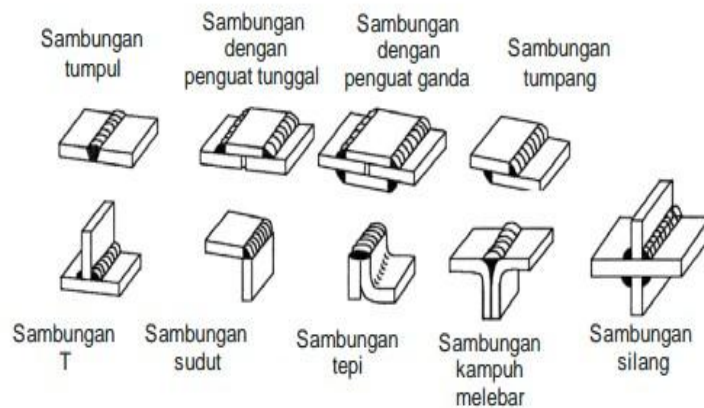 Sambungan
tumpul
Sambungan
dengan
penguat tunggal
Sambungan
dengan
penguat ganda
Sambungan
tumpang
Sambungan
T
Sambungan
sudut
Sambungan
tepi
Sambungan
kampuh
melebar
Sambungan
silang